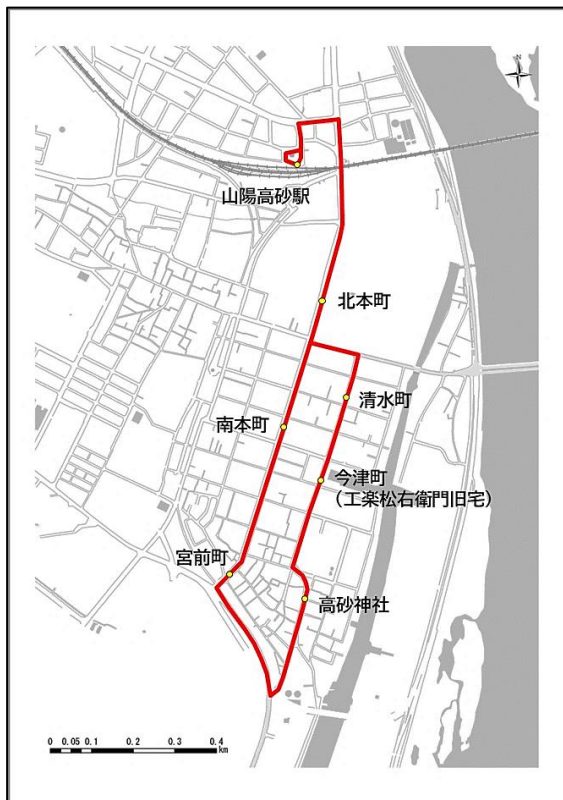 N
山陽高砂駅
北本町
清水町
南本町
今津町
（工楽松右衛門旧宅）
宮前町
高砂神社
0 0.05 0.1 0.2 0.3 0.4
km